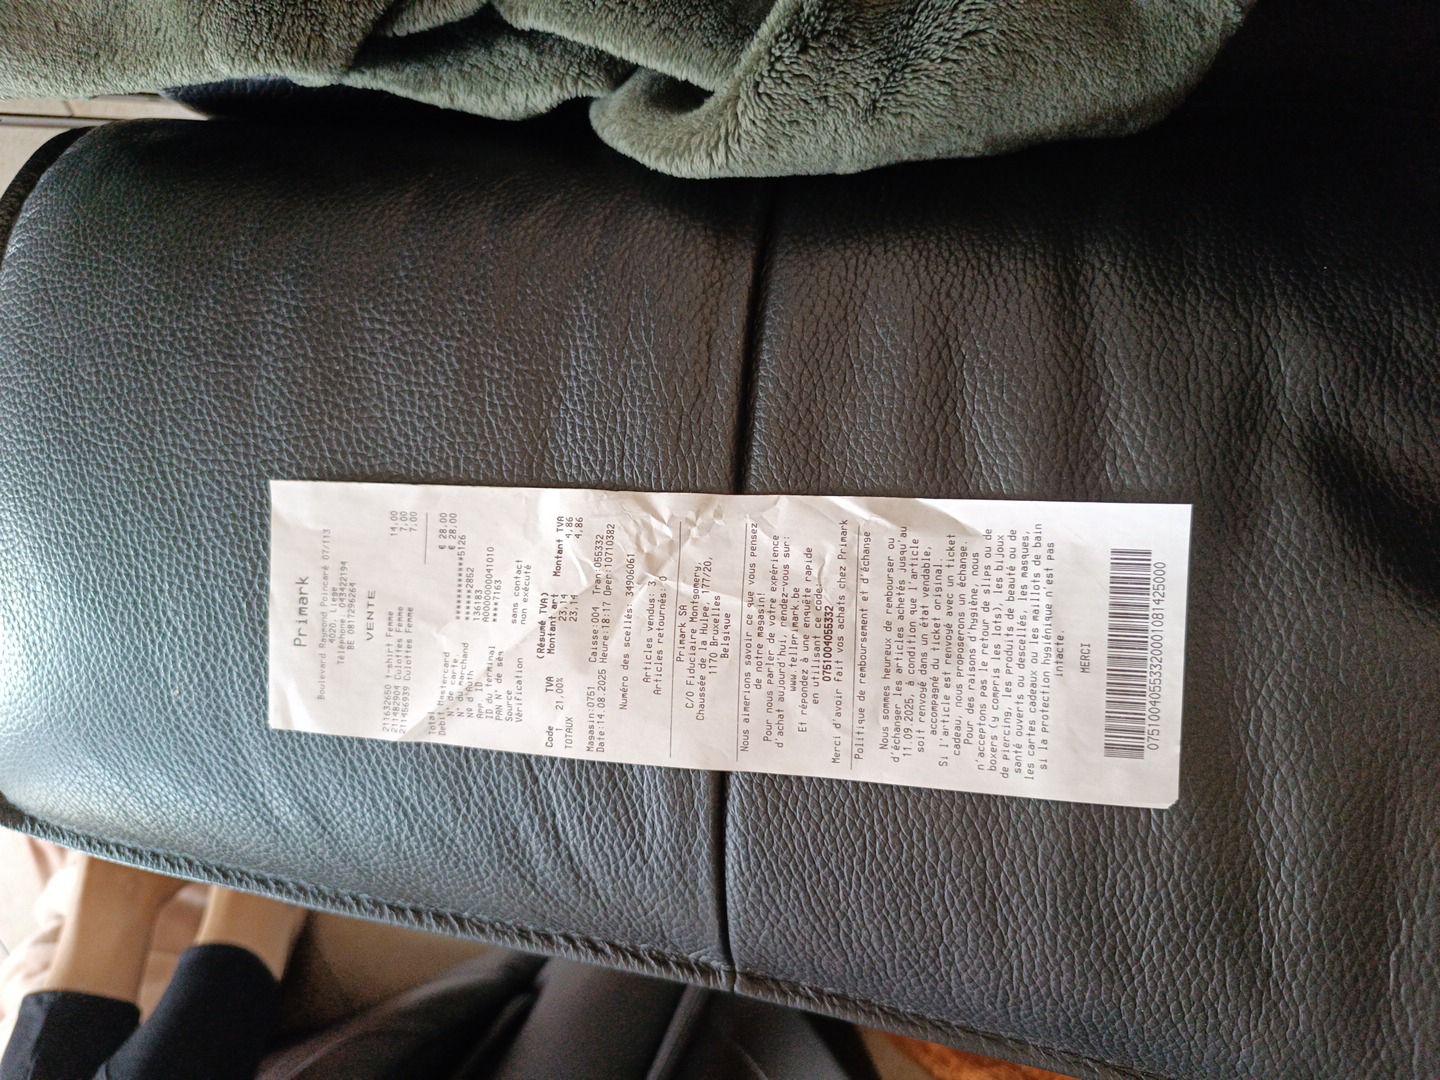 Primark
Boulevard Raymond Poincaré 07/113
4020, Liege
Téléphone 043422194
BE 0817296264
VENTE
211632650 t-shirt Femme 14,00
211482904 Culottes Femme 7,00
211456939 Culottes Femme 7,00
Total € 28,00
Debit Mastercard € 28,00
N° de carte. ************5126
N° du marchand ******2852
N° d'Auth 136183
App ID A0000000041010
ID du terminal ****7163
PAN N° de séq
Source sans contact
Vérification non exécuté
(Résumé TVA)
Code TVA Montant art Montant TVA
1 21,00% 23,14 4,86
TOTAUX 23,14 4,86
Magasin:0751 Caisse:004 Tran:055332
Date:14.08.2025 Heure:18:17 Oper:10710382
Numéro des scellés: 34906061
Articles vendus: 3
Articles retournés: 0
Primark SA
C/O Fiduciaire Montgomery,
Chaussée de la Hulpe, 177/20,
1170 Bruxelles
Belgique
Nous aimerions savoir ce que vous pensez
de notre magasin!
Pour nous parler de votre expérience
d'achat aujourd'hui, rendez-vous sur:
www.tellprimark.be
Et répondez à une enquête rapide
en utilisant ce code:
0751004055332
Merci d'avoir fait vos achats chez Primark
Politique de remboursement et d'échange
Nous sommes heureux de rembourser ou
d'échanger les articles achetés jusqu'au
11.09.2025, à condition que l'article
soit renvoyé dans un état vendable,
accompagné du ticket original.
Si l'article est renvoyé avec un ticket
cadeau, nous proposerons un échange.
Pour des raisons d'hygiène, nous
n'acceptons pas le retour de slips ou de
boxers (y compris les lots), les bijoux
de piercing, les produits de beauté ou de
santé ouverts ou descellés, les masques,
les cartes cadeaux ou les maillots de bain
si la protection hygiénique n'est pas
intacte.
MERCI
07510040553320001081425000